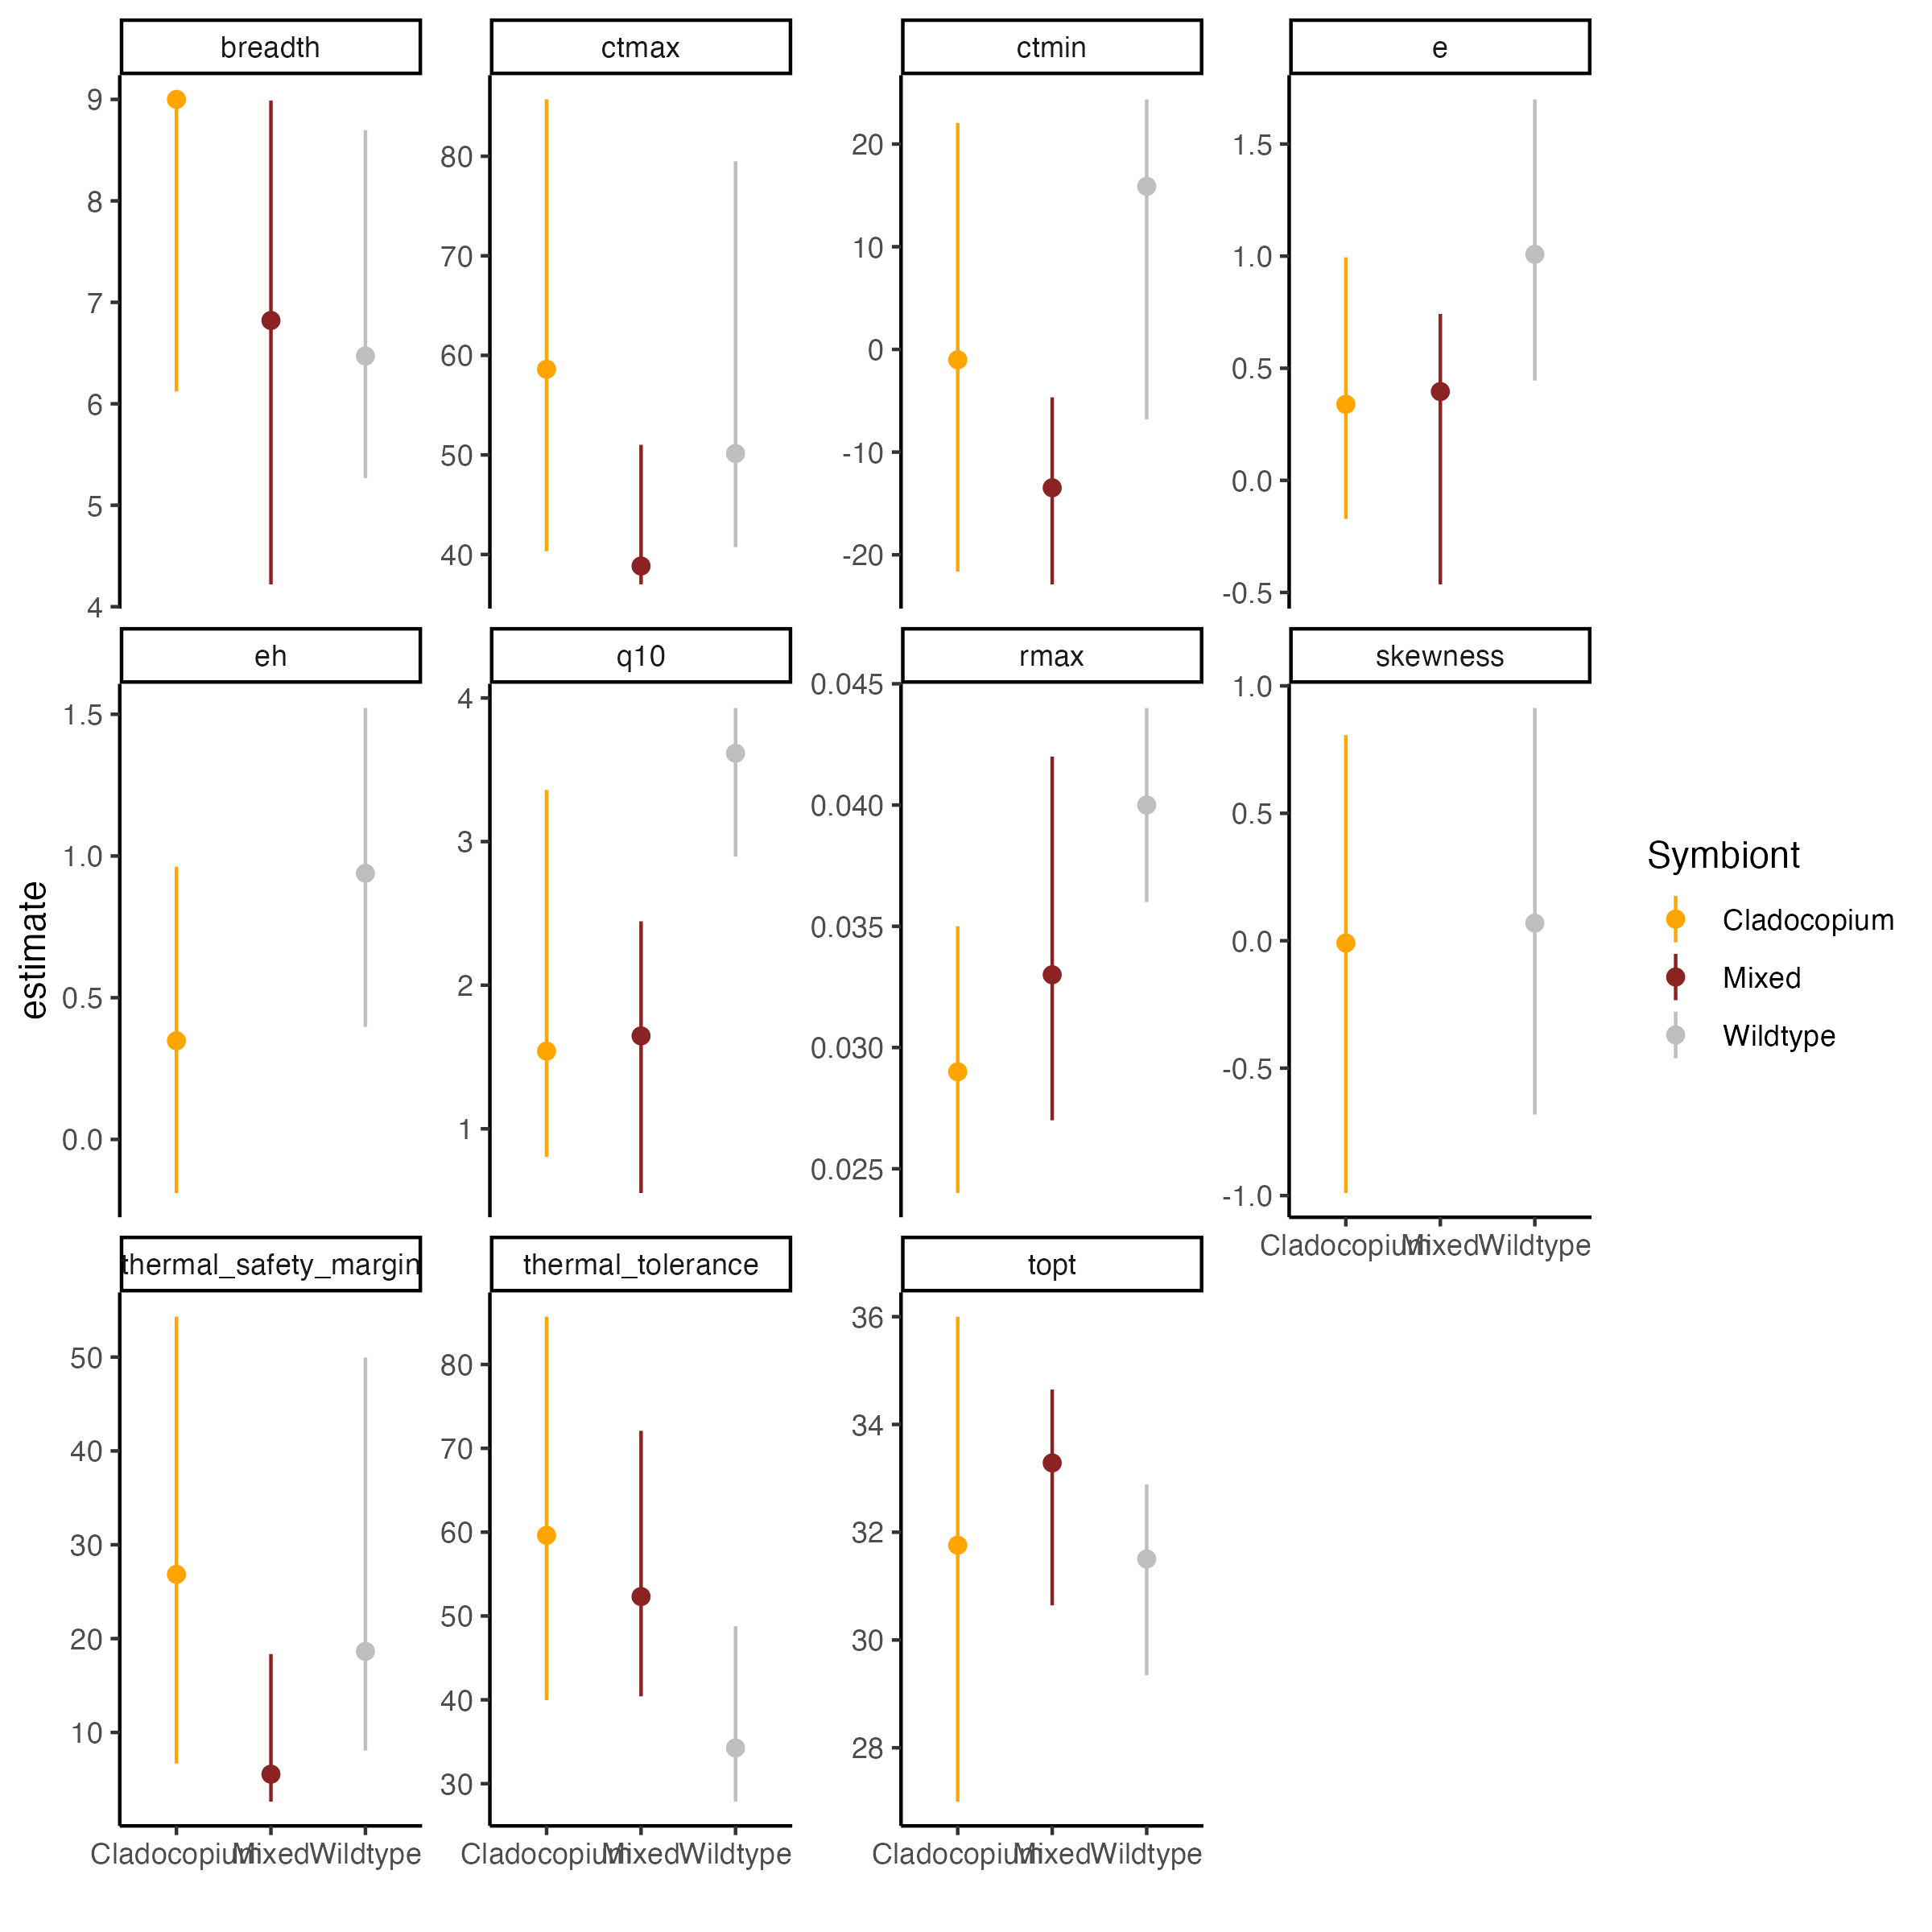 breadth ctmax ctmin e
9 8 7 6 5 4
80 70 60 50 40
20 10 0 -10 -20
1.5 1.0 0.5 0.0 -0.5
eh q10 rmax skewness
1.5 1.0 0.5 0.0
4 3 2 1
0.045 0.040 0.035 0.030 0.025
1.0 0.5 0.0 -0.5 -1.0
Cladocopium Mixed Wildtype
estimate
thermal_safety_margin thermal_tolerance topt
50 40 30 20 10
80 70 60 50 40 30
36 34 32 30 28
Cladocopium Mixed Wildtype
Cladocopium Mixed Wildtype
Cladocopium Mixed Wildtype
Symbiont
Cladocopium
Mixed
Wildtype